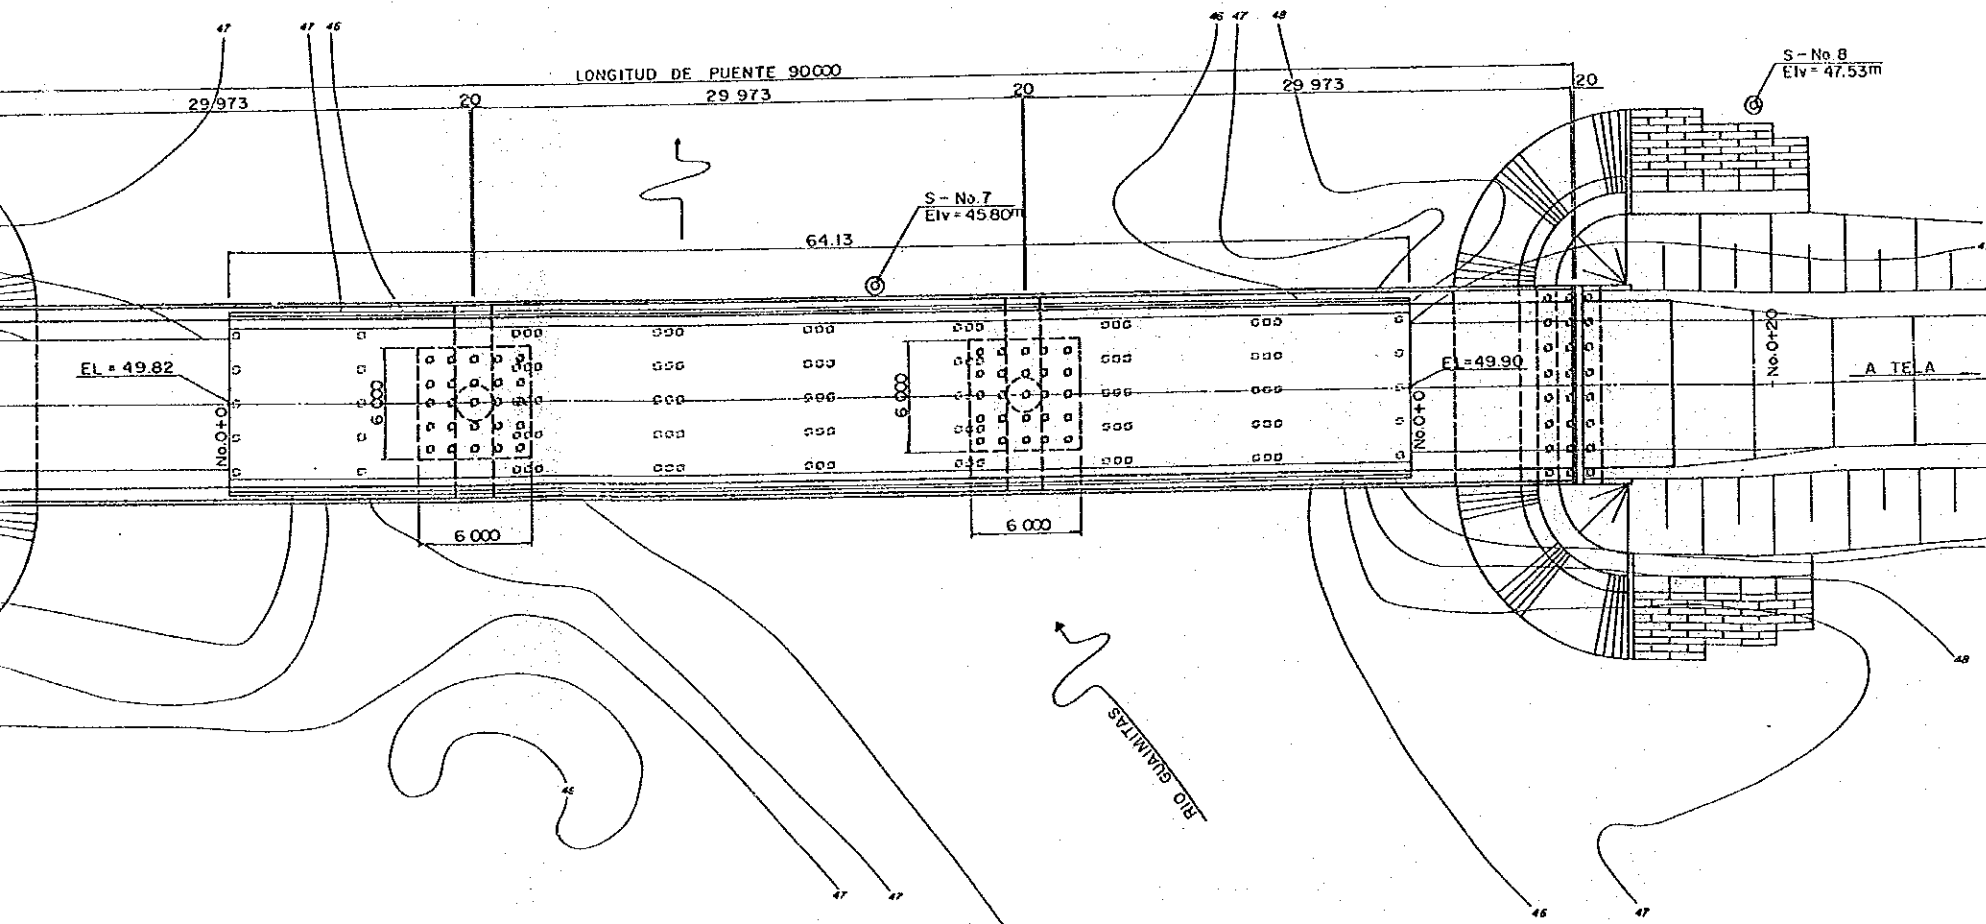 47
47 46
46 47 48
S-No.8
Elv=47.53m
LONGITUD DE PUENTE 90000
29 973
20
29 973
20
29 973
20
S-No.7
Elv=45.80m
64.13
EL=49.82
No.0+0
6 000
6 000
EL=49.90
No.0+0
No.0+20
A TELA
6 000
6 000
RIO GUAIMITAS
48
47
47
46
47